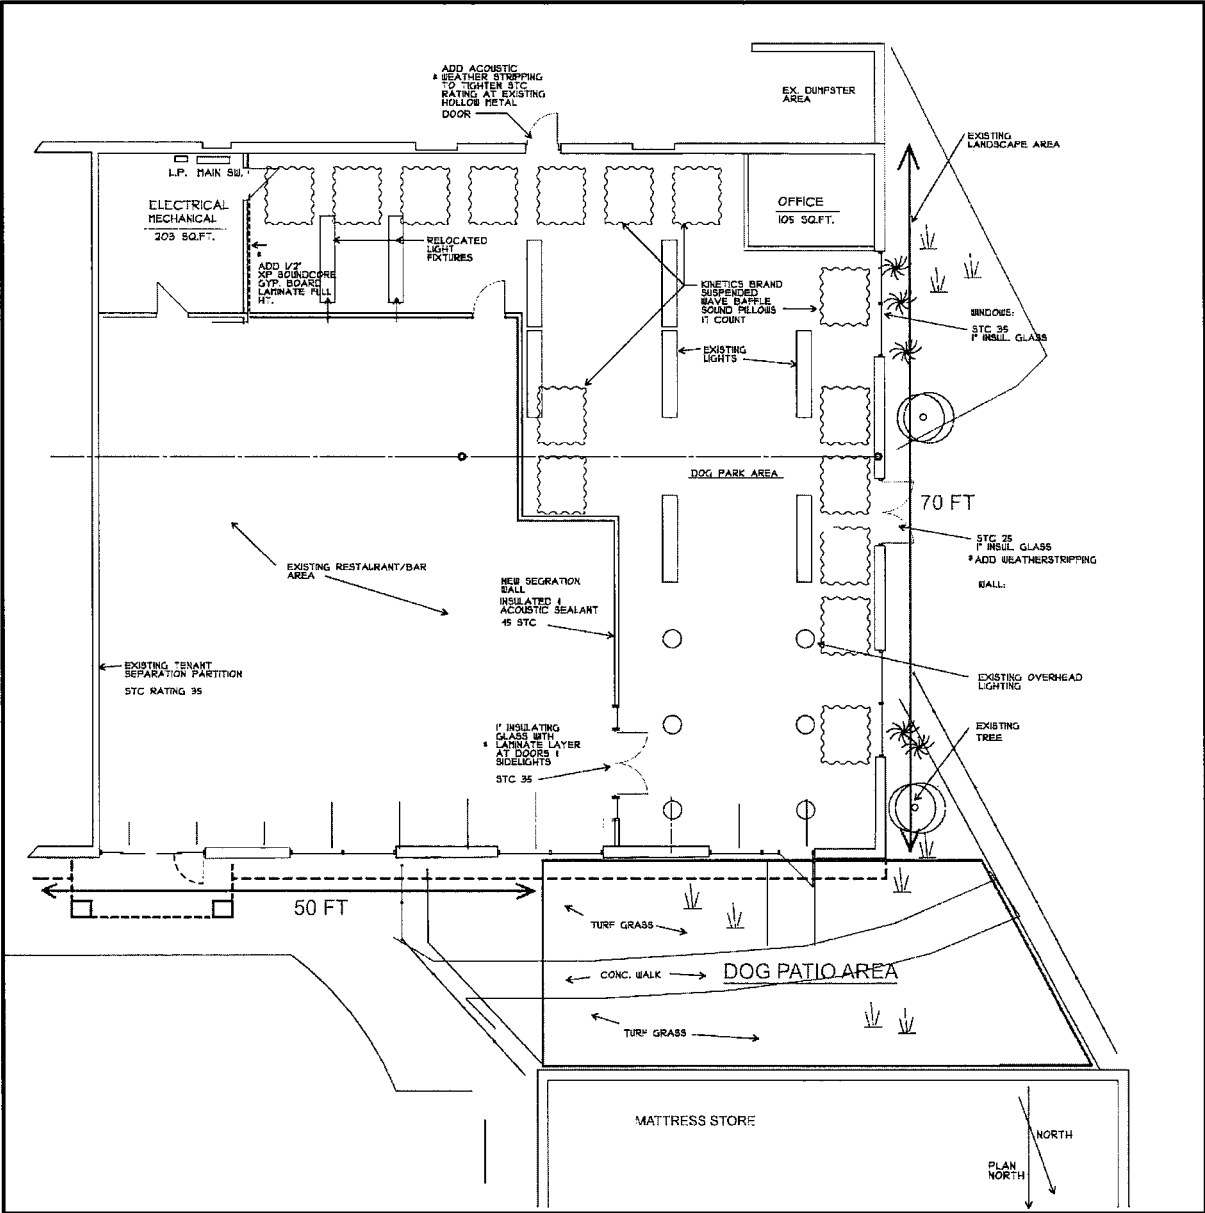 ADD ACOUSTIC
* WEATHER STRIPPING
TO TIGHTEN STC
RATING AT EXISTING
HOLLOW METAL
DOOR
EX. DUMPSTER
AREA
EXISTING
LANDSCAPE AREA
L.P. MAIN SW.
ELECTRICAL
MECHANICAL
203 SQ.FT.
OFFICE
105 SQ.FT.
RELOCATED
LIGHT
FIXTURES
*
ADD 1/2"
XP SOUNDCORE
GYP. BOARD
LAMINATE FULL
HT.
KINETICS BRAND
SUSPENDED
WAVE BAFFLE
SOUND PILLOWS
17 COUNT
WINDOWS:
STC 35
1" INSUL. GLASS
EXISTING
LIGHTS
DOG PARK AREA
70 FT
STC 25
1" INSUL. GLASS
* ADD WEATHERSTRIPPING
WALL:
EXISTING RESTAURANT/BAR
AREA
NEW SEGRATION
WALL
INSULATED &
ACOUSTIC SEALANT
45 STC
EXISTING TENANT
SEPARATION PARTITION
STC RATING 35
EXISTING OVERHEAD
LIGHTING
1" INSULATING
GLASS WITH
* LAMINATE LAYER
AT DOORS &
SIDELIGHTS
STC 35
EXISTING
TREE
50 FT
TURF GRASS
CONC. WALK
DOG PATIO AREA
TURF GRASS
MATTRESS STORE
NORTH
PLAN
NORTH